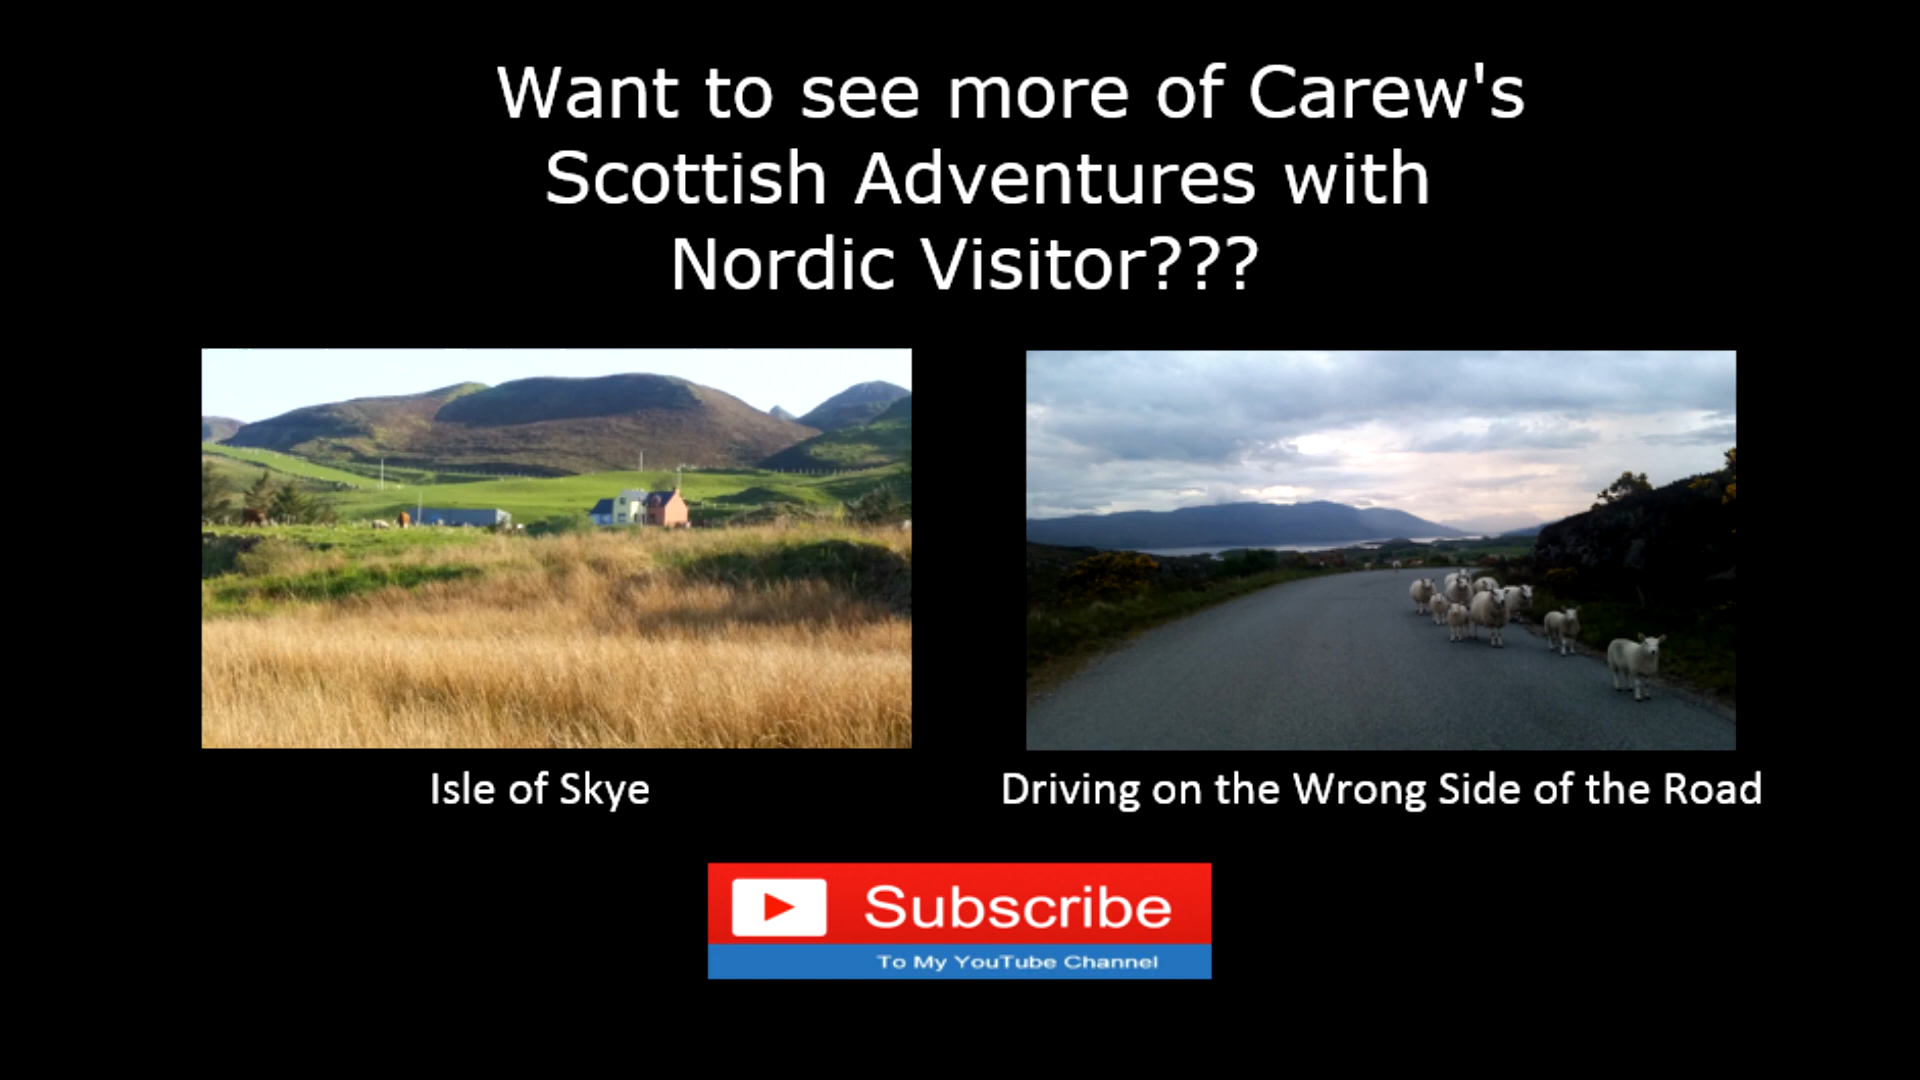 Want to see more of Carew's
Scottish Adventures with
Nordic Visitor???
Isle of Skye
Driving on the Wrong Side of the Road
Subscribe
To My YouTube Channel